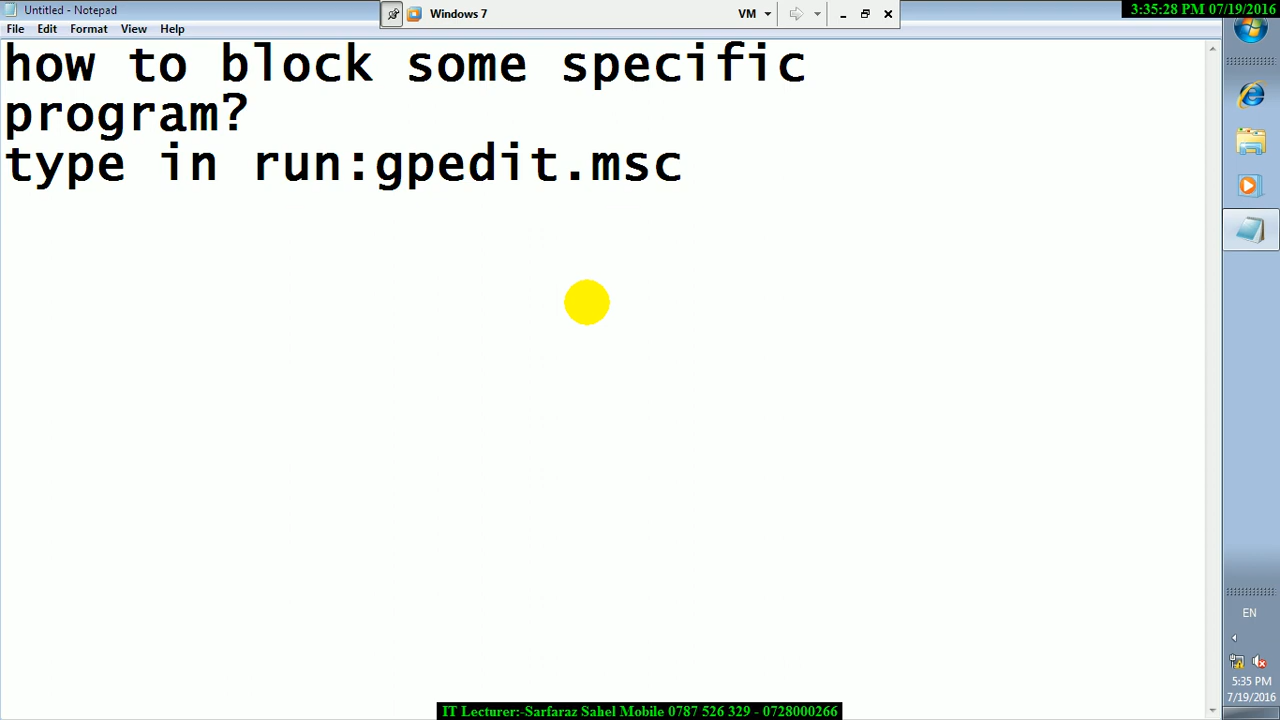 Untitled - Notepad
Windows 7
VM
3:35:28 PM 07/19/2016
File Edit Format View Help
how to block some specific
program?
type in run:gpedit.msc
EN
5:35 PM
7/19/2016
IT Lecturer:-Sarfaraz Sahel Mobile 0787 526 329 - 0728000266